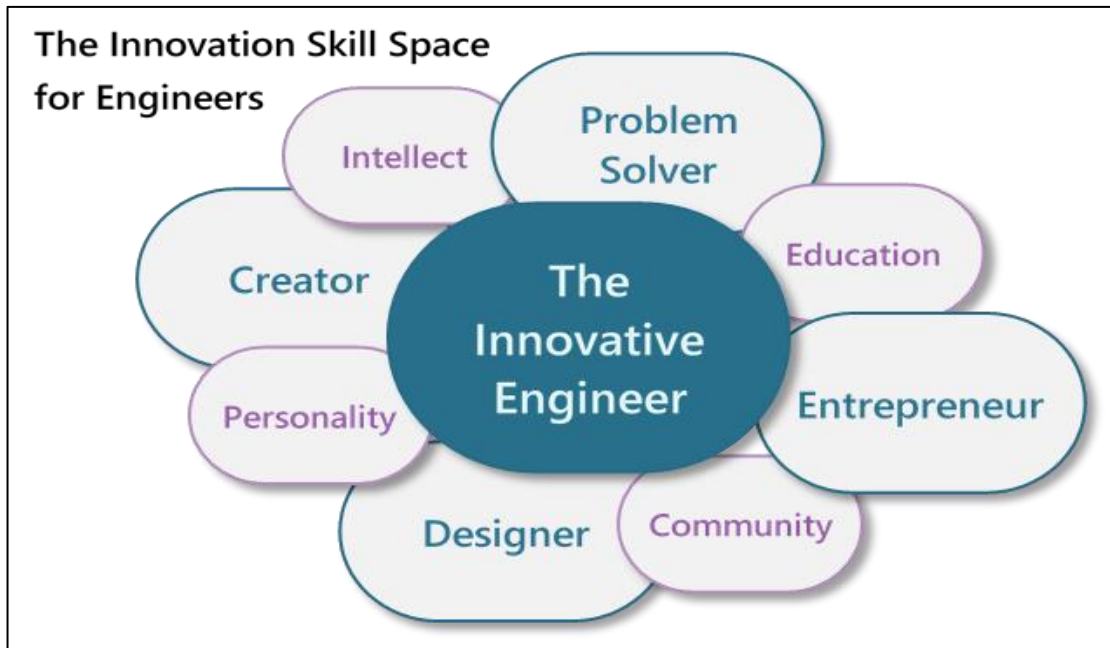 The Innovation Skill Space
for Engineers
Problem
Solver
Intellect
Education
Creator
The
Innovative
Engineer
Entrepreneur
Personality
Designer
Community